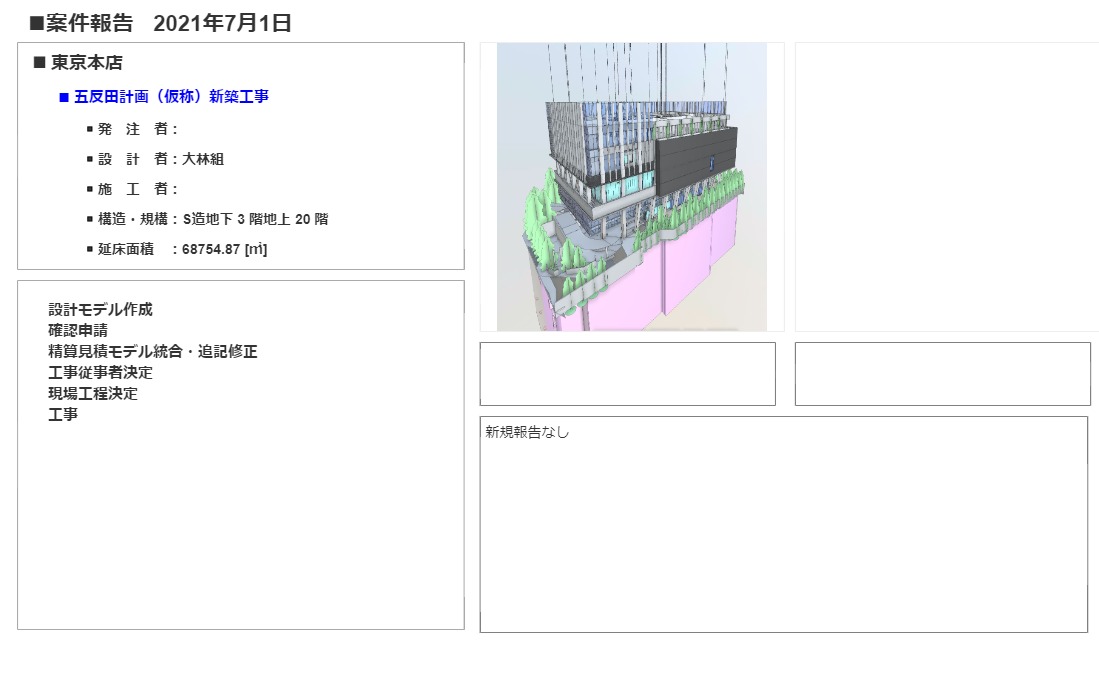 ■案件報告 2021年7月1日
■ 東京本店
■ 五反田計画（仮称）新築工事
▪ 発 注 者：
▪ 設 計 者：大林組
▪ 施 工 者：
▪ 構造・規構：S造地下 3 階地上 20 階
▪ 延床面積 ：68754.87 [㎡]
設計モデル作成
確認申請
精算見積モデル統合・追記修正
工事従事者決定
現場工程決定
工事
新規報告なし